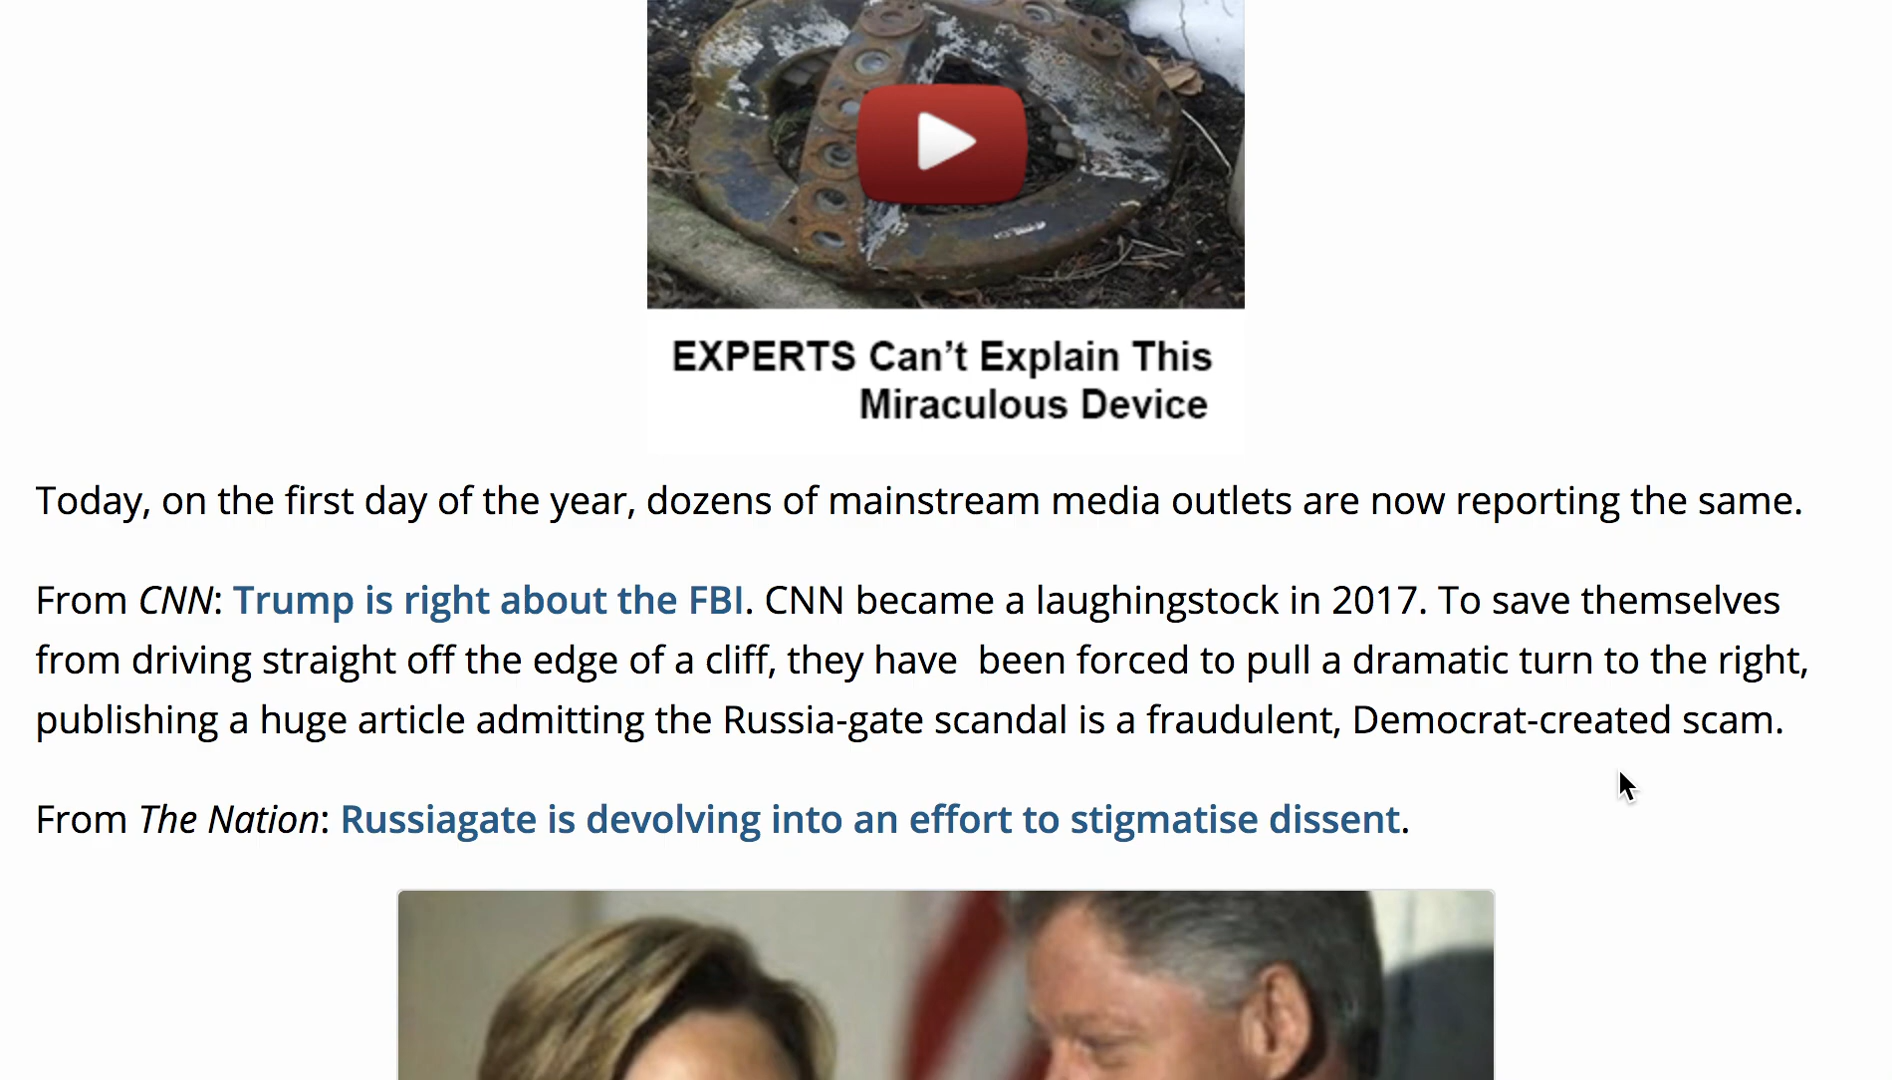 EXPERTS Can’t Explain This
Miraculous Device
Today, on the first day of the year, dozens of mainstream media outlets are now reporting the same.
From CNN: Trump is right about the FBI. CNN became a laughingstock in 2017. To save themselves
from driving straight off the edge of a cliff, they have  been forced to pull a dramatic turn to the right,
publishing a huge article admitting the Russia-gate scandal is a fraudulent, Democrat-created scam.
From The Nation: Russiagate is devolving into an effort to stigmatise dissent.